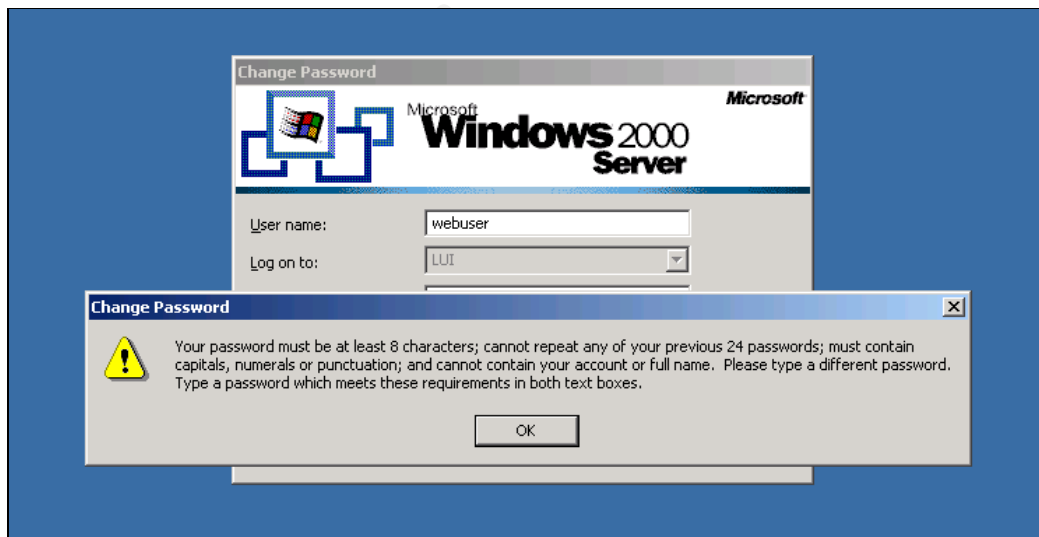 Change Password
Microsoft
Microsoft
Windows 2000
Server
User name:
webuser
Log on to:
LUI
Change Password
Your password must be at least 8 characters; cannot repeat any of your previous 24 passwords; must contain
capitals, numerals or punctuation; and cannot contain your account or full name. Please type a different password.
Type a password which meets these requirements in both text boxes.
OK